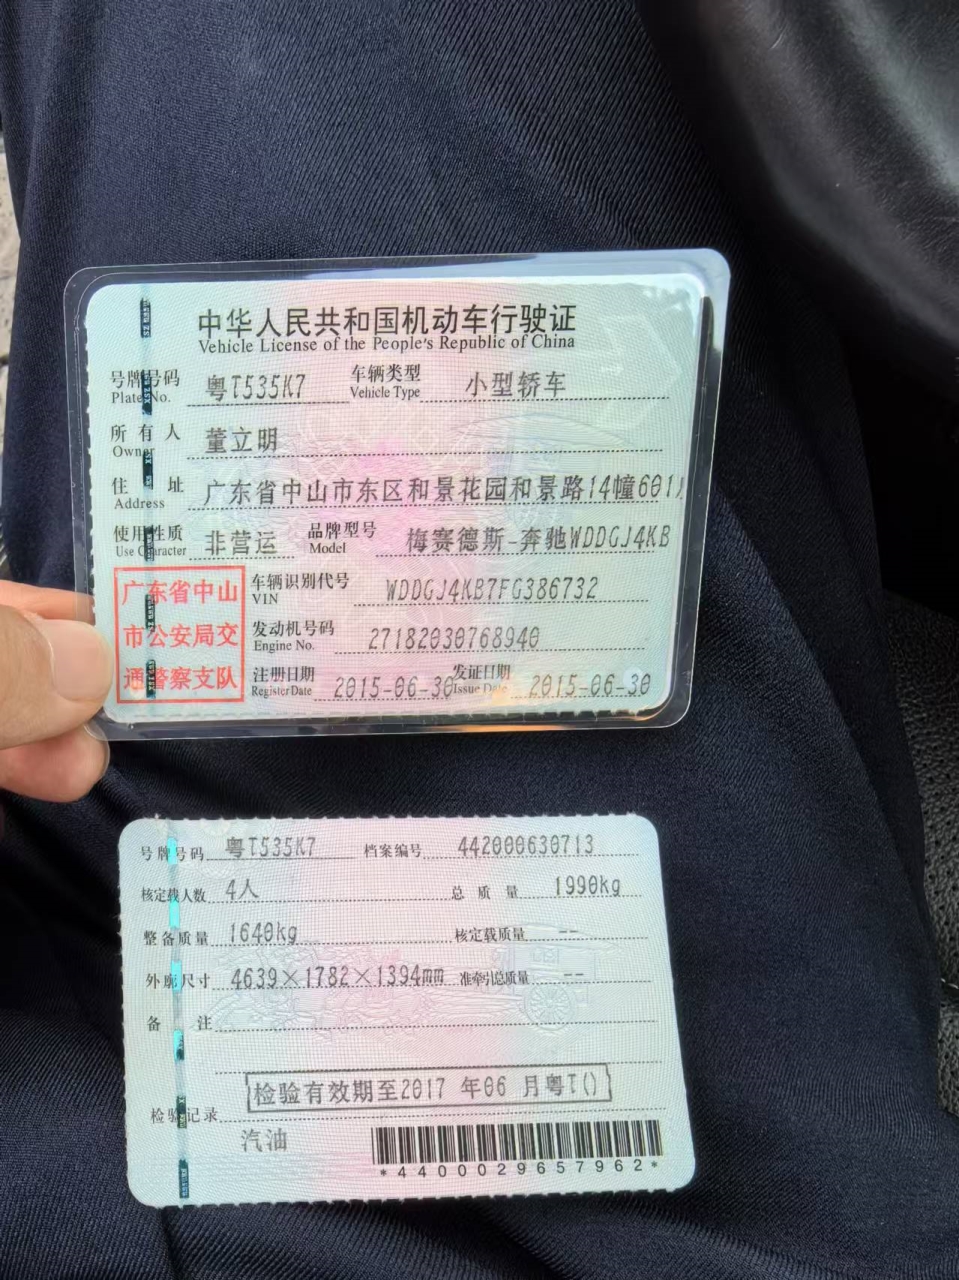 中华人民共和国机动车行驶证
Vehicle License of the People's Republic of China
号牌号码 Plate No. 粤T535K7 车辆类型 Vehicle Type 小型轿车
所有人 Owner 董立明
住址 Address 广东省中山市东区和景花园和景路14幢601
使用性质 Use Character 非营运 品牌型号 Model 梅赛德斯-奔驰WDDGJ4KB
广东省中山
市公安局交
通警察支队
车辆识别代号 VIN WDDGJ4KB7FG386732
发动机号码 Engine No. 27182030768940
注册日期 Register Date 2015-06-30 发证日期 Issue Date 2015-06-30
号牌号码 粤T535K7 档案编号 442000630713
核定载人数 4人 总质量 1990kg
整备质量 1640kg 核定载质量 --
外廓尺寸 4639×1782×1394mm 准牵引总质量 --
备注
检验有效期至2017 年06 月粤T()
检验记录
汽油
*4400029657962*